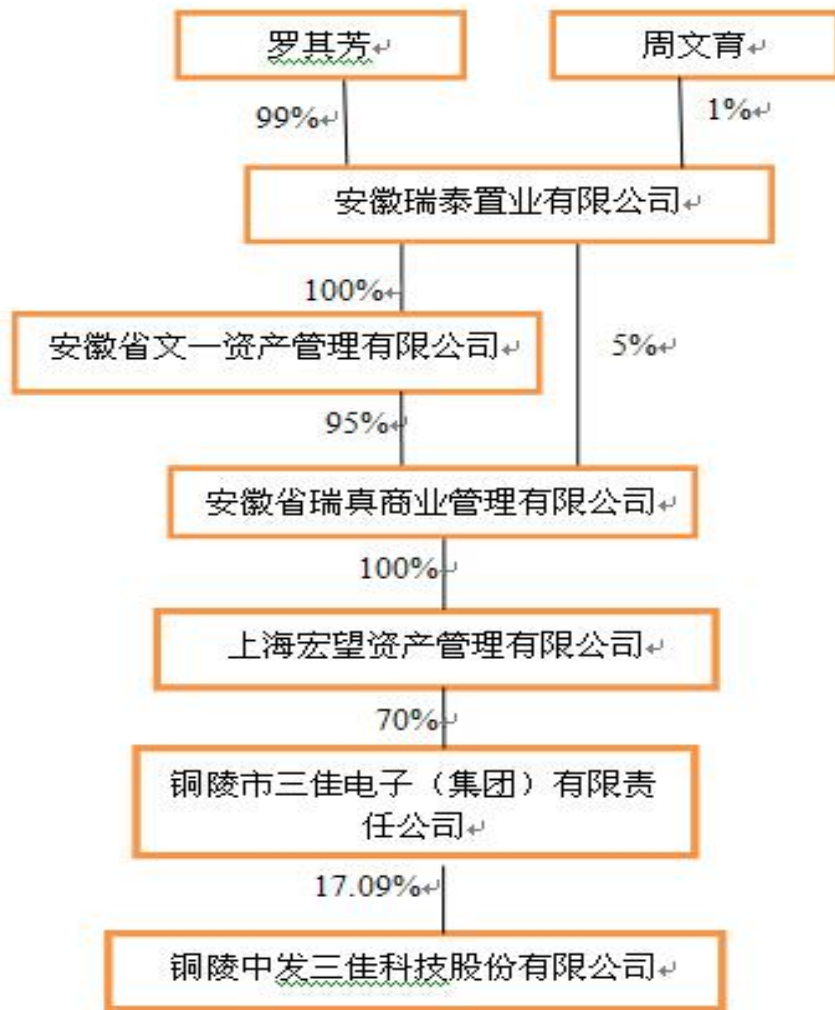 罗其芳
周文育
99%
1%
安徽瑞泰置业有限公司
100%
安徽省文一资产管理有限公司
5%
95%
安徽省瑞真商业管理有限公司
100%
上海宏望资产管理有限公司
70%
铜陵市三佳电子（集团）有限责
任公司
17.09%
铜陵中发三佳科技股份有限公司